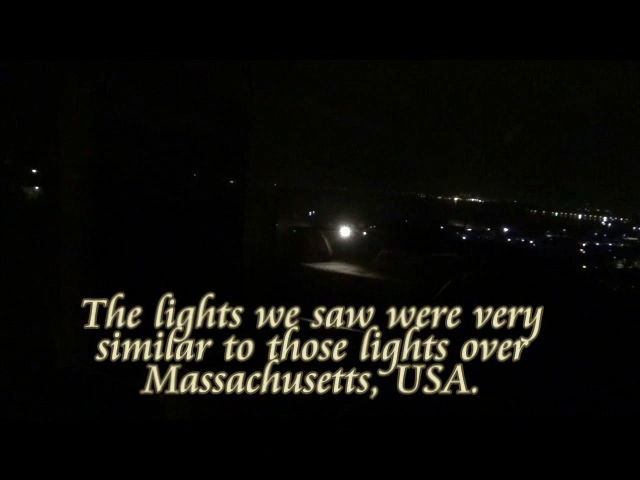 The lights we saw were very
similar to those lights over
Massachusetts, USA.